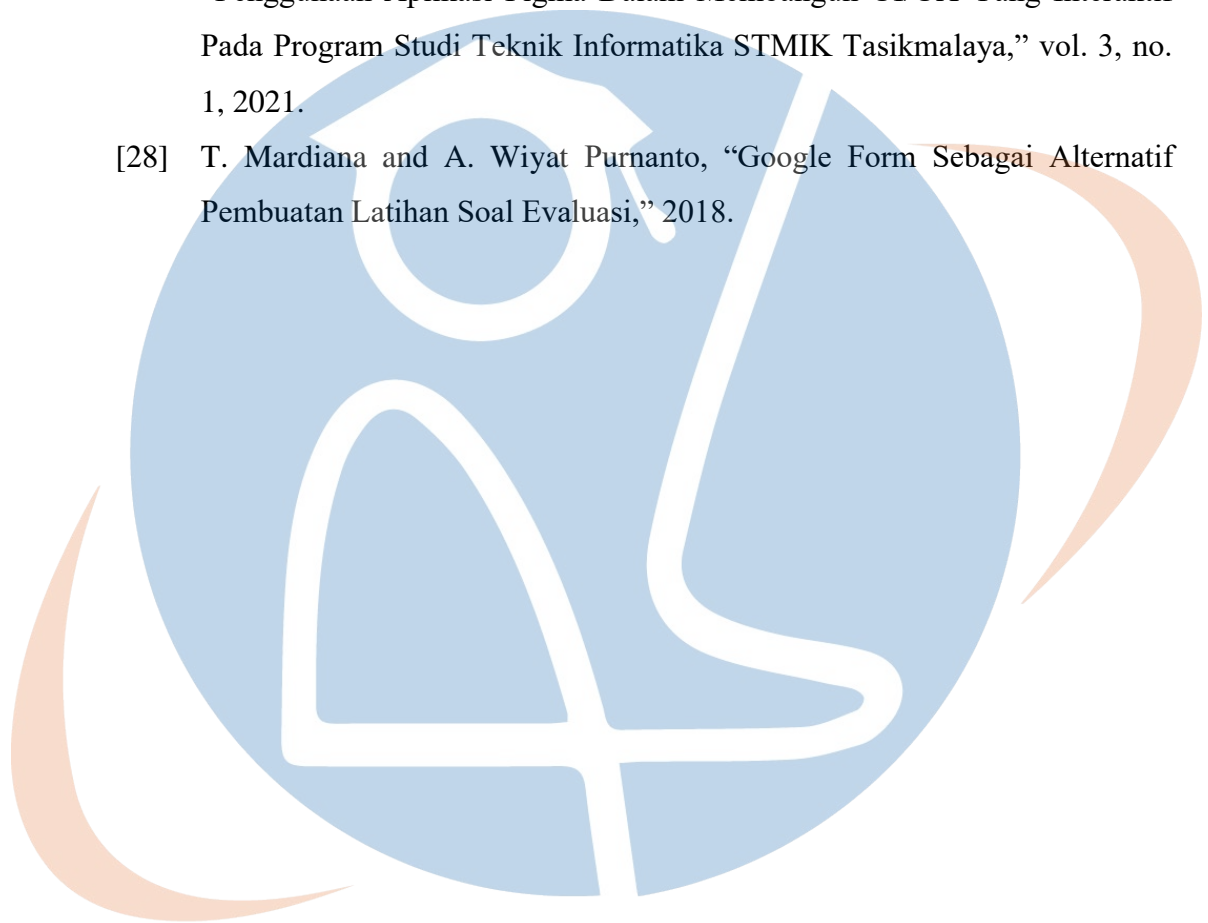 Pada Program Studi Teknik Informatika STMIK Tasikmalaya,” vol. 3, no.
1, 2021.
[28] T. Mardiana and A. Wiyat Purnanto, “Google Form Sebagai Alternatif
Pembuatan Latihan Soal Evaluasi,” 2018.